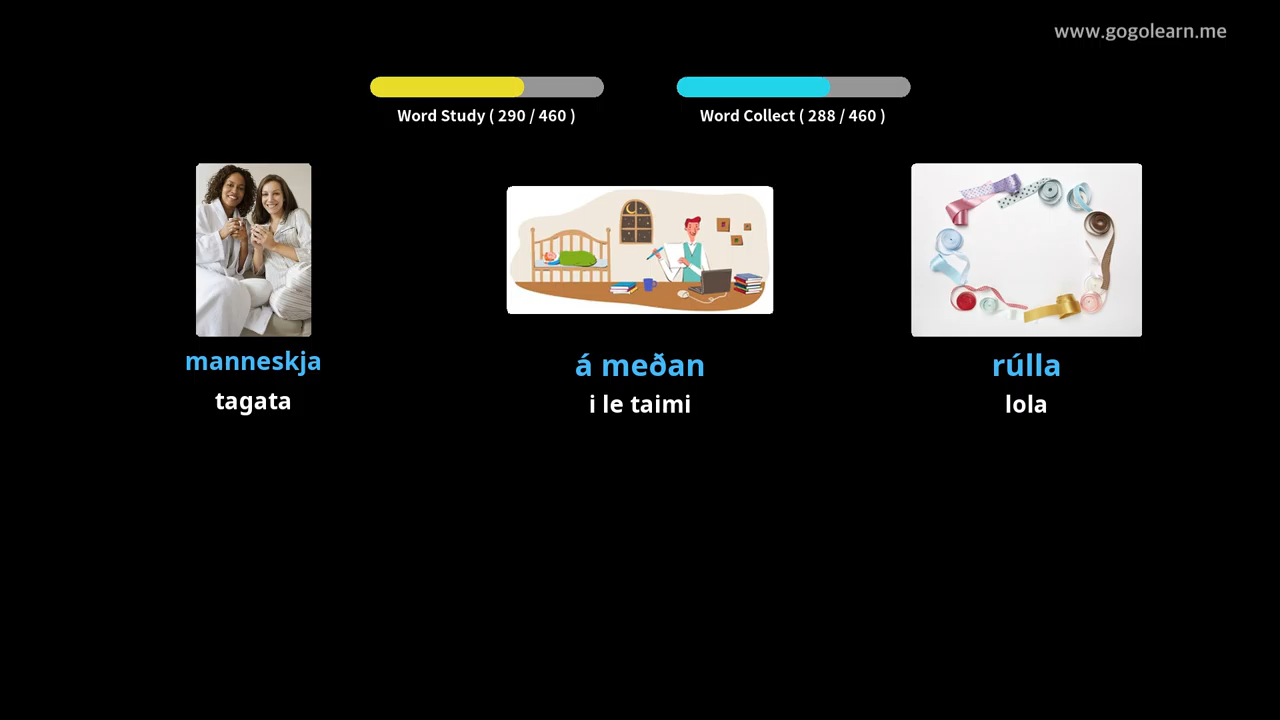 www.gogolearn.me
Word Study ( 290 / 460 )
Word Collect ( 288 / 460 )
manneskja
tagata
á meðan
i le taimi
rúlla
lola